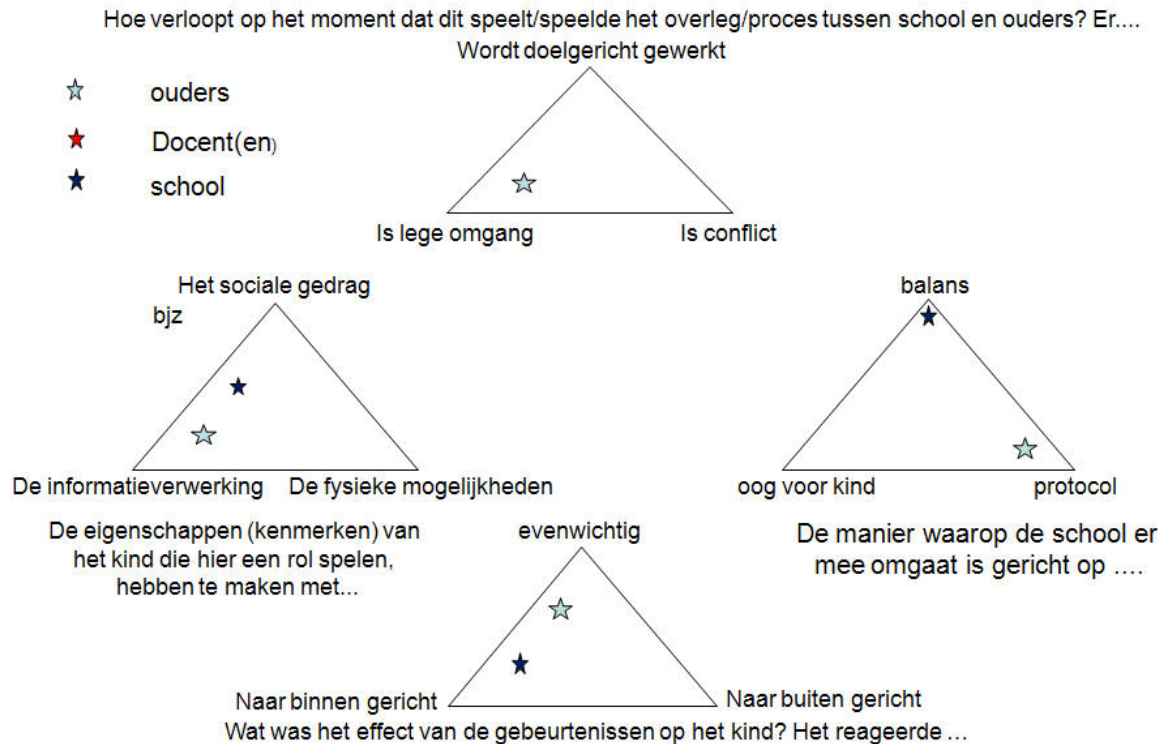 Hoe verloopt op het moment dat dit speelt/speelde het overleg/proces tussen school en ouders? Er....
Wordt doelgericht gewerkt
ouders
Docent(en)
school
Is lege omgang
Is conflict
Het sociale gedrag
bjz
De informatieverwerking
De fysieke mogelijkheden
De eigenschappen (kenmerken) van
het kind die hier een rol spelen,
hebben te maken met...
balans
oog voor kind
protocol
De manier waarop de school er
mee omgaat is gericht op ....
evenwichtig
Naar binnen gericht
Naar buiten gericht
Wat was het effect van de gebeurtenissen op het kind? Het reageerde ...